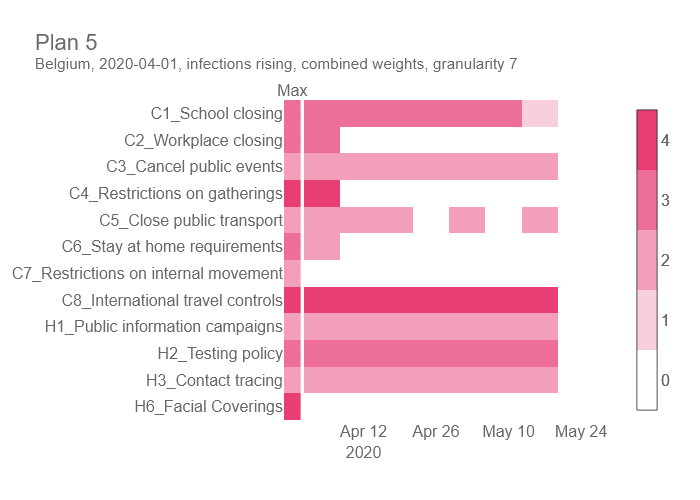 Plan 5
Belgium, 2020-04-01, infections rising, combined weights, granularity 7
Max
C1_School closing
C2_Workplace closing
C3_Cancel public events
C4_Restrictions on gatherings
C5_Close public transport
C6_Stay at home requirements
C7_Restrictions on internal movement
C8_International travel controls
H1_Public information campaigns
H2_Testing policy
H3_Contact tracing
H6_Facial Coverings
4
3
2
1
0
Apr 12 Apr 26 May 10 May 24
2020